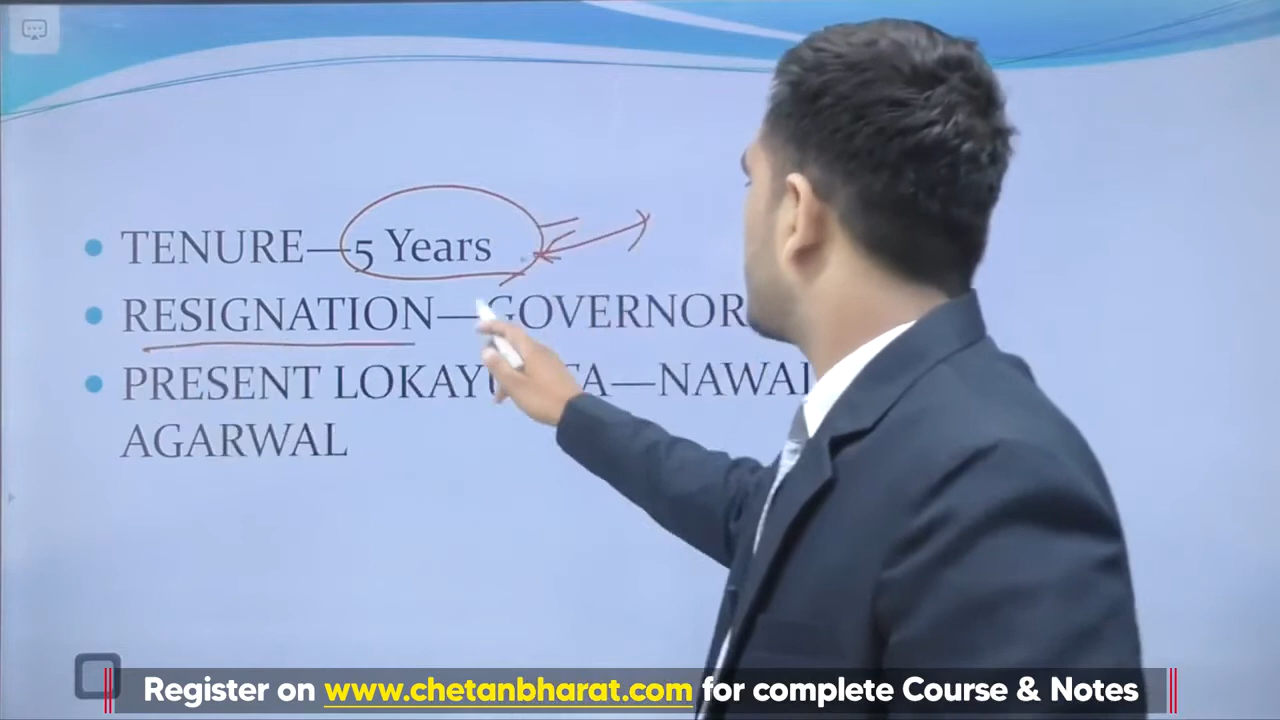 TENURE—5 Years
RESIGNATION—GOVERNOR
PRESENT
AGARWAL
Register on www.chetanbharat.com for complete Course & Notes